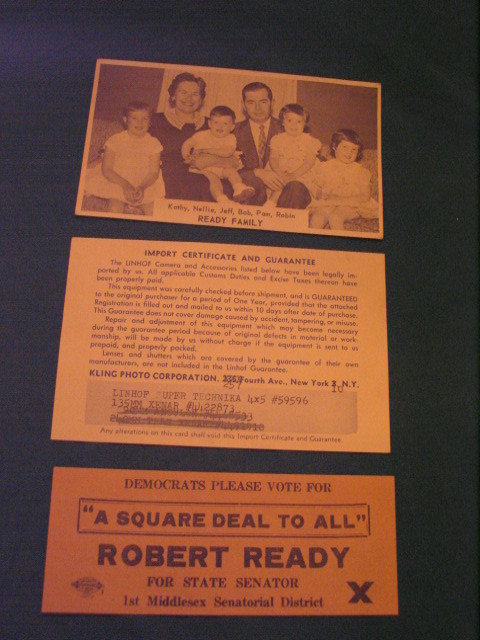 Kathy, Nellie, Jeff, Bob, Pam, Robin
READY FAMILY
IMPORT CERTIFICATE AND GUARANTEE
The LINHOF Camera and Accessories listed below have been legally im-
ported by us. All applicable Customs Duties and Excise Taxes thereon have
been properly paid.
This equipment was carefully checked before shipment, and is GUARANTEED
to the original purchaser for a period of One Year, provided that the attached
Registration is filled out and mailed to us within 10 days after date of purchase.
This Guarantee does not cover damage caused by accident, tampering, or misuse.
Repair and adjustment of this equipment which may become necessary
during the guarantee period because of original defects in material or work-
manship, will be made by us without charge if the equipment is sent to us
prepaid, and properly packed.
Lenses and shutters which are covered by the guarantee of their own
manufacturers, are not included in the Linhof Guarantee.
KLING PHOTO CORPORATION, Fourth Ave., New York N.Y.
257 10
LINHOF SUPER TECHNIKA 4x5 #59596
135MM XENAR #4422873
Any alterations on this card shall void this Import Certificate and Guarantee.
DEMOCRATS PLEASE VOTE FOR
"A SQUARE DEAL TO ALL"
ROBERT READY
FOR STATE SENATOR X
1st Middlesex Senatorial District